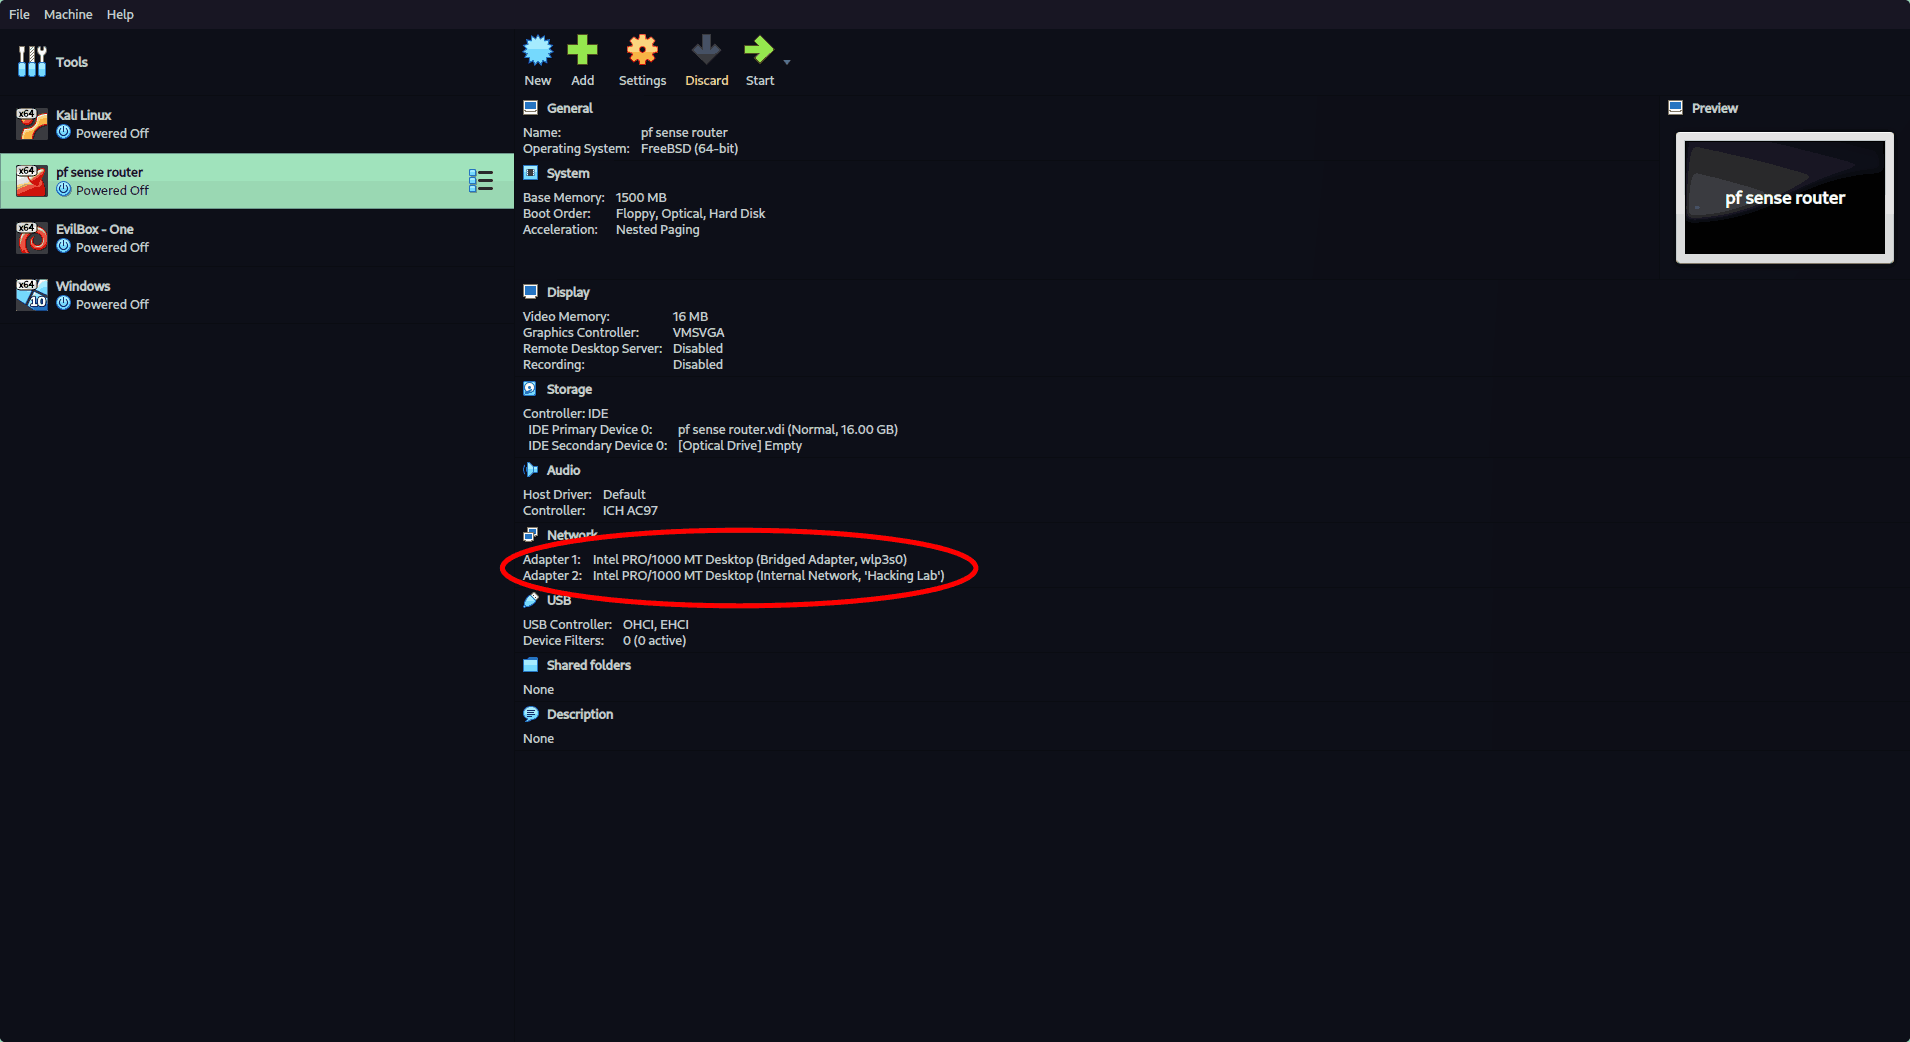 File Machine Help
Tools
x64
Kali Linux
Powered Off
x64
pf sense router
Powered Off
x64
EvilBox - One
Powered Off
x64
10
Windows
Powered Off
New Add Settings Discard Start
General
Name: pf sense router
Operating System: FreeBSD (64-bit)
System
Base Memory: 1500 MB
Boot Order: Floppy, Optical, Hard Disk
Acceleration: Nested Paging
Display
Video Memory: 16 MB
Graphics Controller: VMSVGA
Remote Desktop Server: Disabled
Recording: Disabled
Storage
Controller: IDE
IDE Primary Device 0: pf sense router.vdi (Normal, 16.00 GB)
IDE Secondary Device 0: [Optical Drive] Empty
Audio
Host Driver: Default
Controller: ICH AC97
Network
Adapter 1: Intel PRO/1000 MT Desktop (Bridged Adapter, wlp3s0)
Adapter 2: Intel PRO/1000 MT Desktop (Internal Network, 'Hacking Lab')
USB
USB Controller: OHCI, EHCI
Device Filters: 0 (0 active)
Shared folders
None
Description
None
Preview
pf sense router